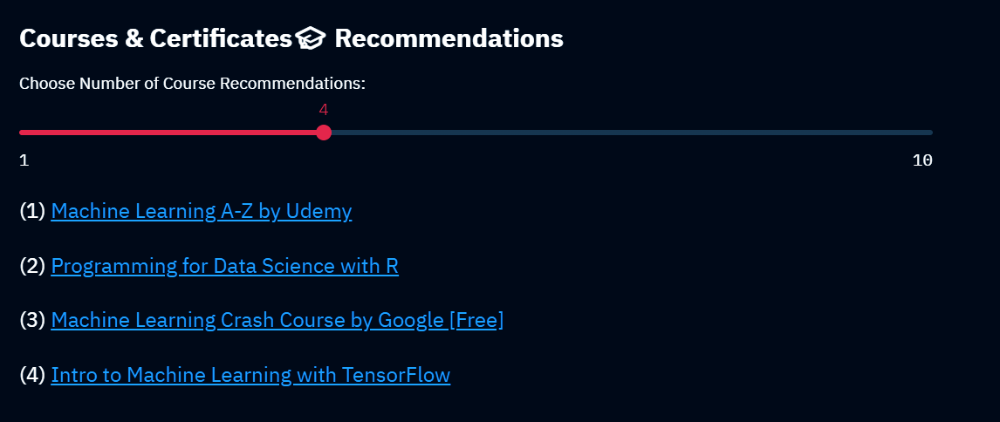 Courses & Certificates🎓 Recommendations
Choose Number of Course Recommendations:
4
1 10
(1) Machine Learning A-Z by Udemy
(2) Programming for Data Science with R
(3) Machine Learning Crash Course by Google [Free]
(4) Intro to Machine Learning with TensorFlow